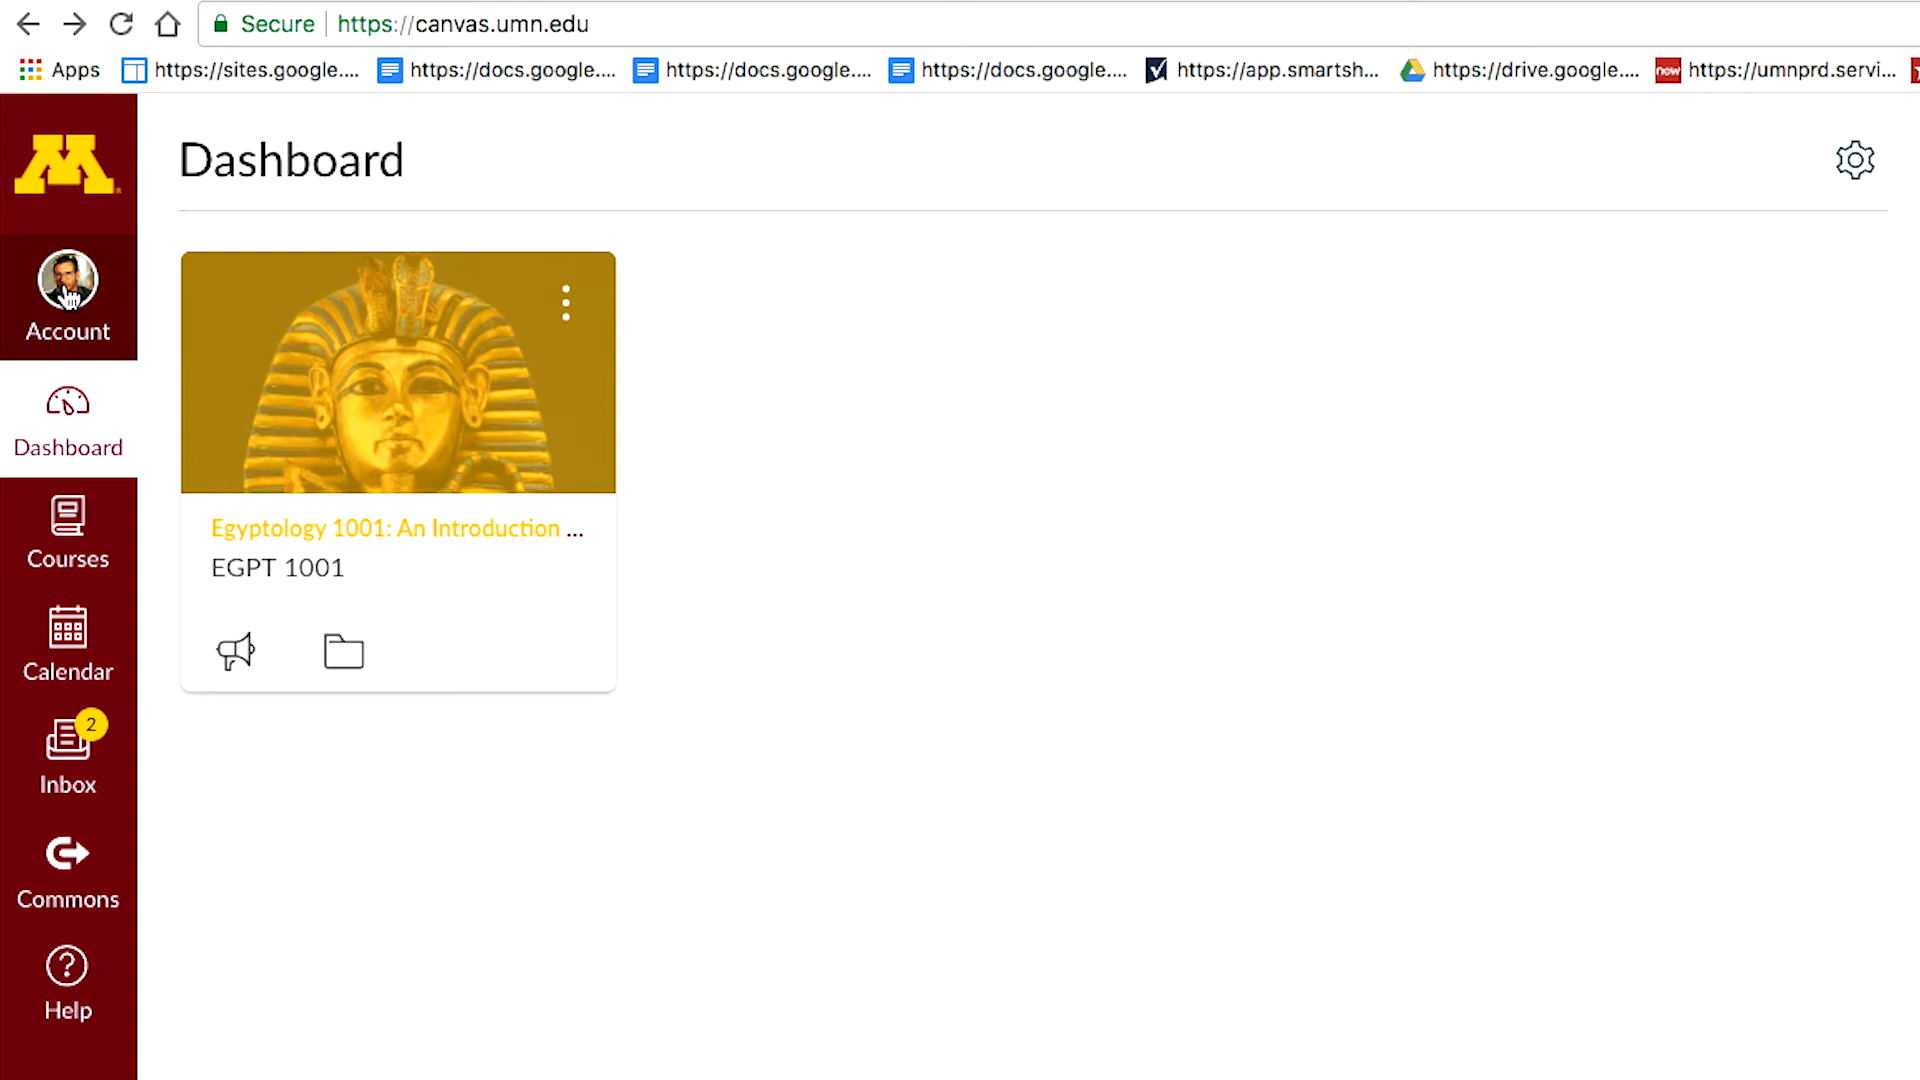 Secure | https://canvas.umn.edu
Apps https://sites.google.... https://docs.google.... https://docs.google.... https://docs.google.... https://app.smartsh... https://drive.google.... now https://umnprd.servi...
M
Dashboard
Account
Dashboard
Egyptology 1001: An Introduction ...
EGPT 1001
Courses
Calendar
2
Inbox
Commons
?
Help